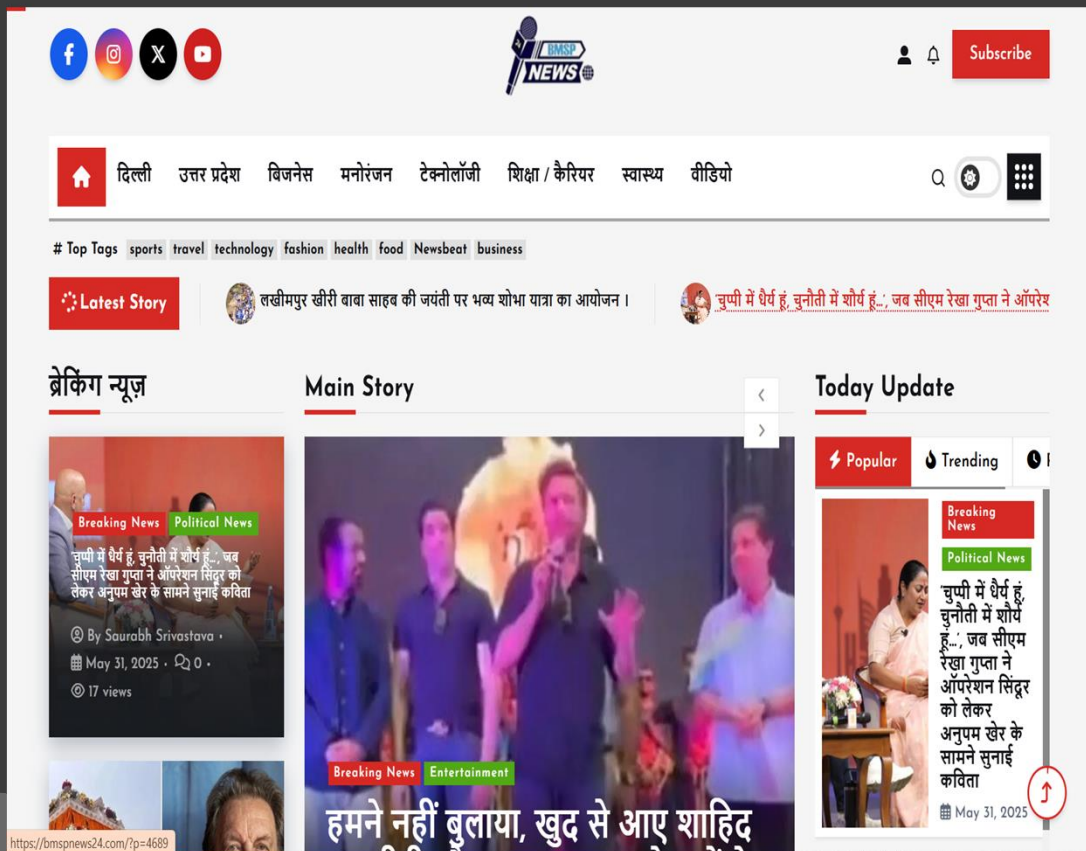 BMSP
NEWS
Subscribe
दिल्ली उत्तर प्रदेश बिजनेस मनोरंजन टेक्नोलॉजी शिक्षा / कैरियर स्वास्थ्य वीडियो
# Top Tags sports travel technology fashion health food Newsbeat business
Latest Story
लखीमपुर खीरी बाबा साहब की जयंती पर भव्य शोभा यात्रा का आयोजन ।
'चुप्पी में धैर्य हूं, चुनौती में शौर्य हूं...', जब सीएम रेखा गुप्ता ने ऑपरेश
ब्रेकिंग न्यूज़
Breaking News Political News
'चुप्पी में धैर्य हूं, चुनौती में शौर्य हूं...', जब
सीएम रेखा गुप्ता ने ऑपरेशन सिंदूर को
लेकर अनुपम खेर के सामने सुनाई कविता
By Saurabh Srivastava •
May 31, 2025 • 0 •
17 views
Main Story
Breaking News Entertainment
हमने नहीं बुलाया, खुद से आए शाहिद
Today Update
Popular Trending
Breaking
News
Political News
'चुप्पी में धैर्य हूं,
चुनौती में शौर्य
हूं...', जब सीएम
रेखा गुप्ता ने
ऑपरेशन सिंदूर
को लेकर
अनुपम खेर के
सामने सुनाई
कविता
May 31, 2025
https://bmspnews24.com/?p=4689